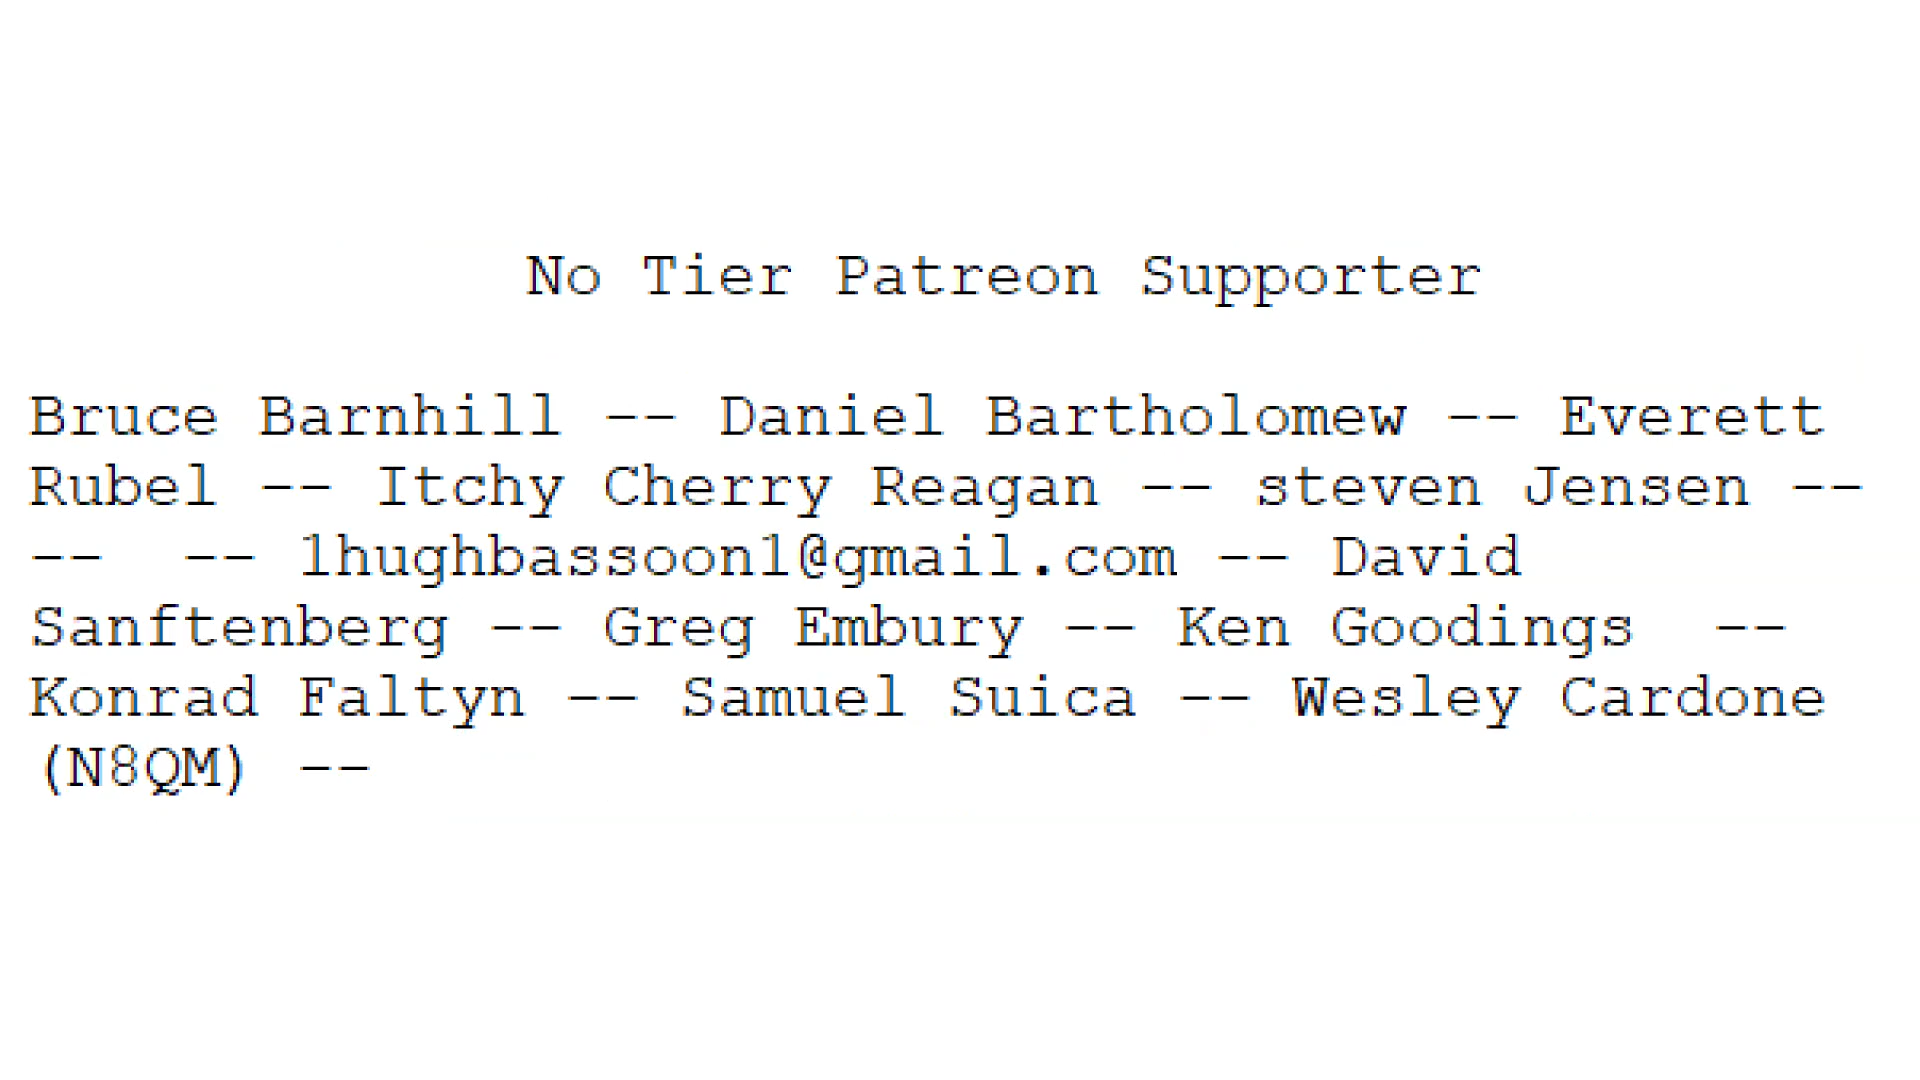 No Tier Patreon Supporter
Bruce Barnhill -- Daniel Bartholomew -- Everett
Rubel -- Itchy Cherry Reagan -- steven Jensen --
--  -- 1hughbassoon1@gmail.com -- David
Sanftenberg -- Greg Embury -- Ken Goodings  --
Konrad Faltyn -- Samuel Suica -- Wesley Cardone
(N8QM) --